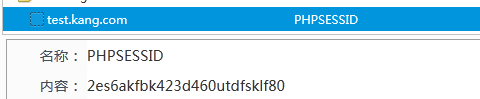 test.kang.com PHPSESSID
名称： PHPSESSID
内容： 2es6akfbk423d460utdfsklf80